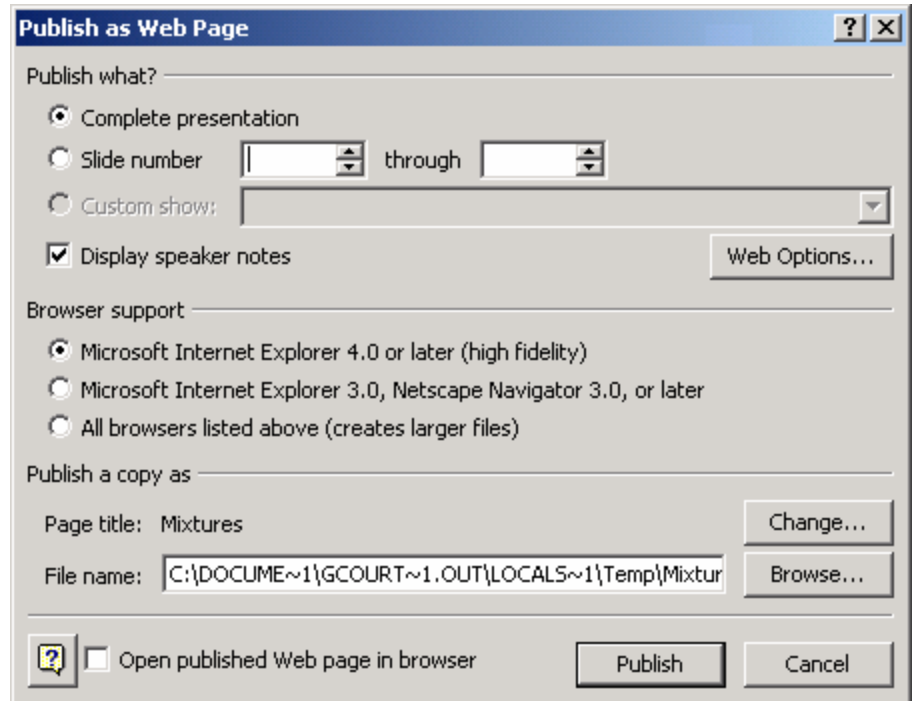 Publish as Web Page
Publish what?
Complete presentation
Slide number through
Custom show:
Display speaker notes Web Options...
Browser support
Microsoft Internet Explorer 4.0 or later (high fidelity)
Microsoft Internet Explorer 3.0, Netscape Navigator 3.0, or later
All browsers listed above (creates larger files)
Publish a copy as
Page title: Mixtures Change...
File name: C:\DOCUME~1\GCOURT~1.OUT\LOCALS~1\Temp\Mixtur Browse...
Open published Web page in browser Publish Cancel